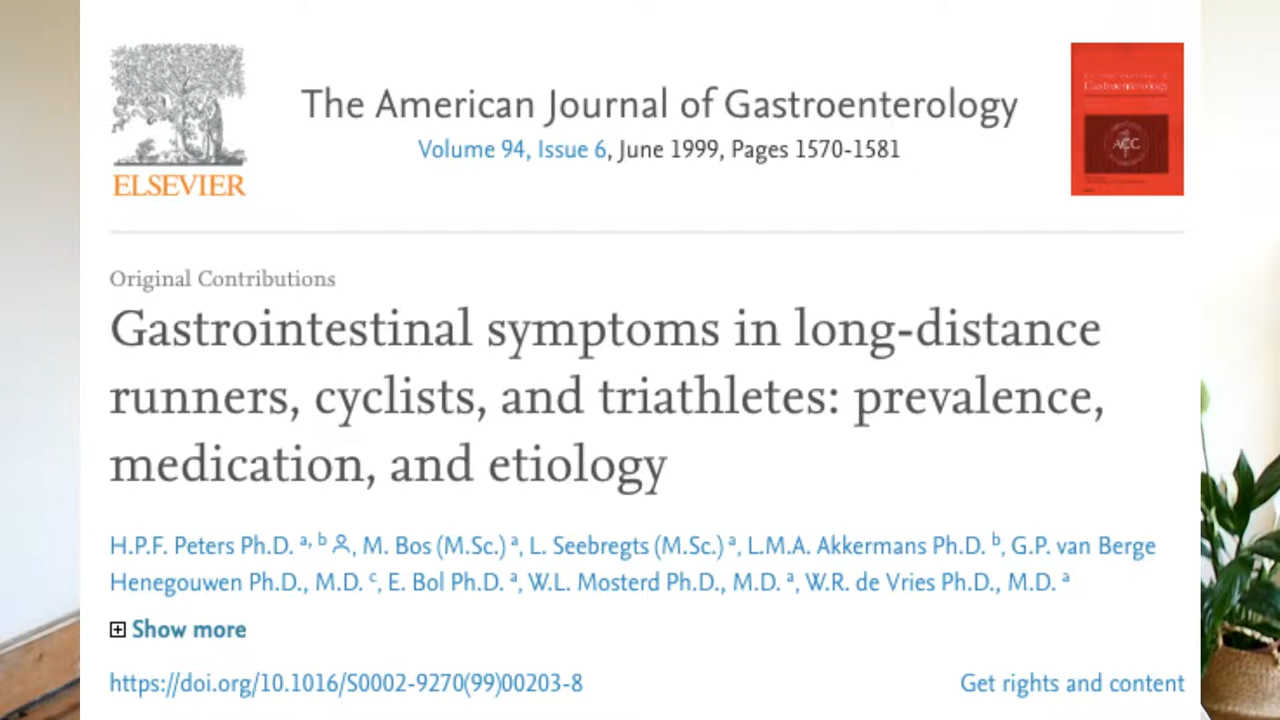 ELSEVIER
The American Journal of Gastroenterology
Volume 94, Issue 6, June 1999, Pages 1570-1581
Gastroenterology
Original Contributions
Gastrointestinal symptoms in long-distance
runners, cyclists, and triathletes: prevalence,
medication, and etiology
H.P.F. Peters Ph.D. a, b, M. Bos (M.Sc.) a, L. Seebregts (M.Sc.) a, L.M.A. Akkermans Ph.D. b, G.P. van Berge
Henegouwen Ph.D., M.D. c, E. Bol Ph.D. a, W.L. Mosterd Ph.D., M.D. a, W.R. de Vries Ph.D., M.D. a
Show more
https://doi.org/10.1016/S0002-9270(99)00203-8
Get rights and content